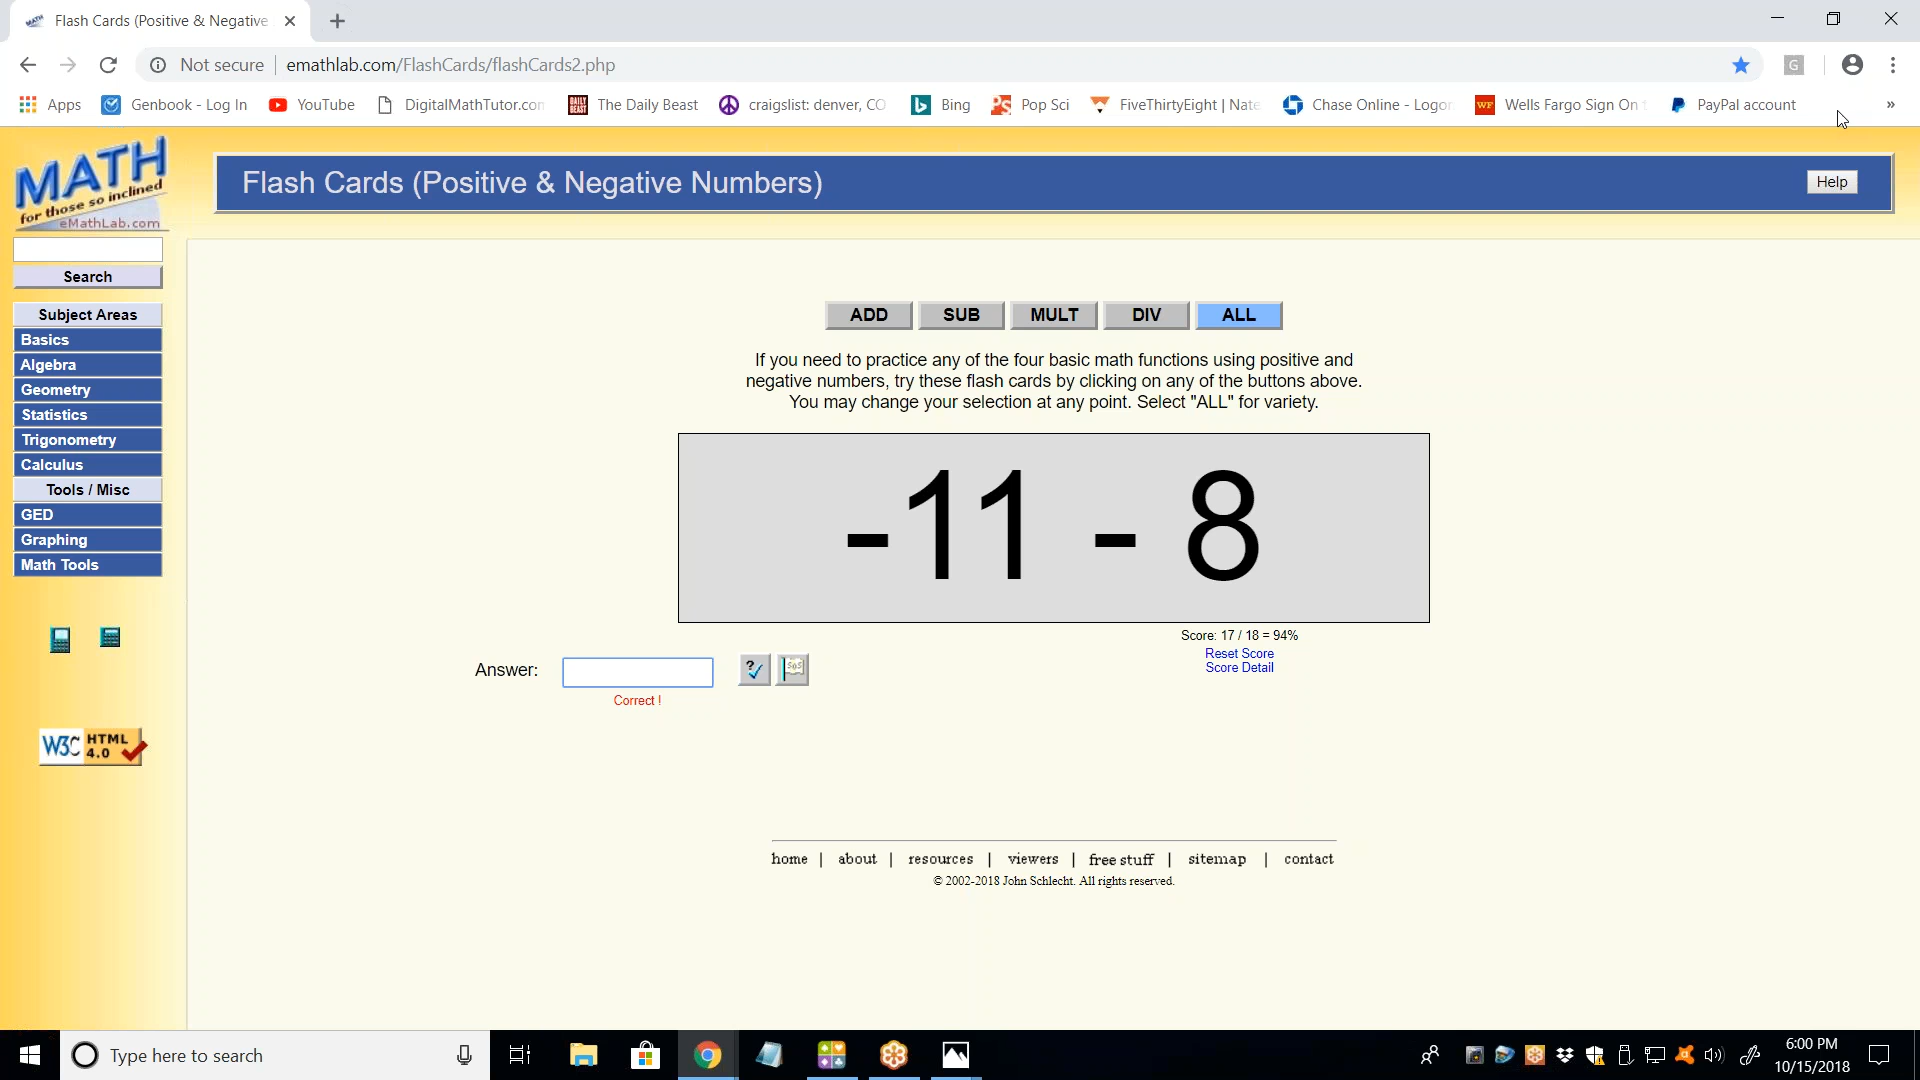 Flash Cards (Positive & Negative
Not secure emathlab.com/FlashCards/flashCards2.php
Apps Genbook - Log In YouTube DigitalMathTutor.com The Daily Beast craigslist: denver, CO Bing Pop Sci FiveThirtyEight | Nate Chase Online - Logon Wells Fargo Sign On PayPal account »
MATH
for those so inclined
eMathLab.com
Flash Cards (Positive & Negative Numbers)
Help
Search
Subject Areas
Basics
Algebra
Geometry
Statistics
Trigonometry
Calculus
Tools / Misc
GED
Graphing
Math Tools
W3C HTML 4.0
ADD SUB MULT DIV ALL
If you need to practice any of the four basic math functions using positive and
negative numbers, try these flash cards by clicking on any of the buttons above.
You may change your selection at any point. Select "ALL" for variety.
-11 - 8
Score: 17 / 18 = 94%
Reset Score
Score Detail
Answer:
Correct !
home | about | resources | viewers | free stuff | sitemap | contact
© 2002-2018 John Schlecht. All rights reserved.
Type here to search
6:00 PM
10/15/2018